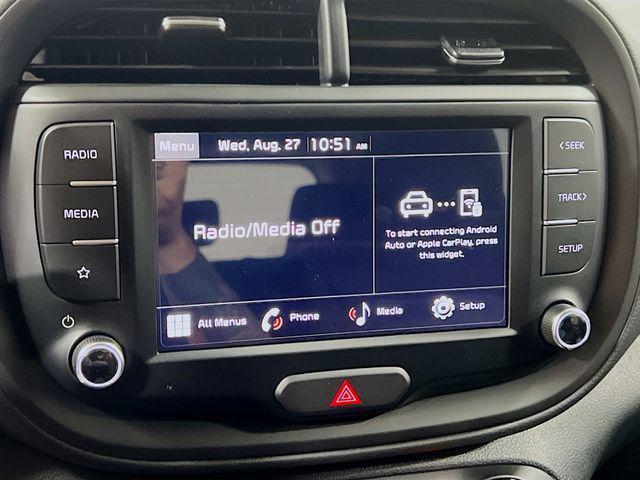 Menu Wed, Aug. 27 10:51 AM
RADIO
MEDIA
Radio/Media Off
To start connecting Android
Auto or Apple CarPlay, press
this widget.
All Menus Phone Media Setup
< SEEK
TRACK >
SETUP